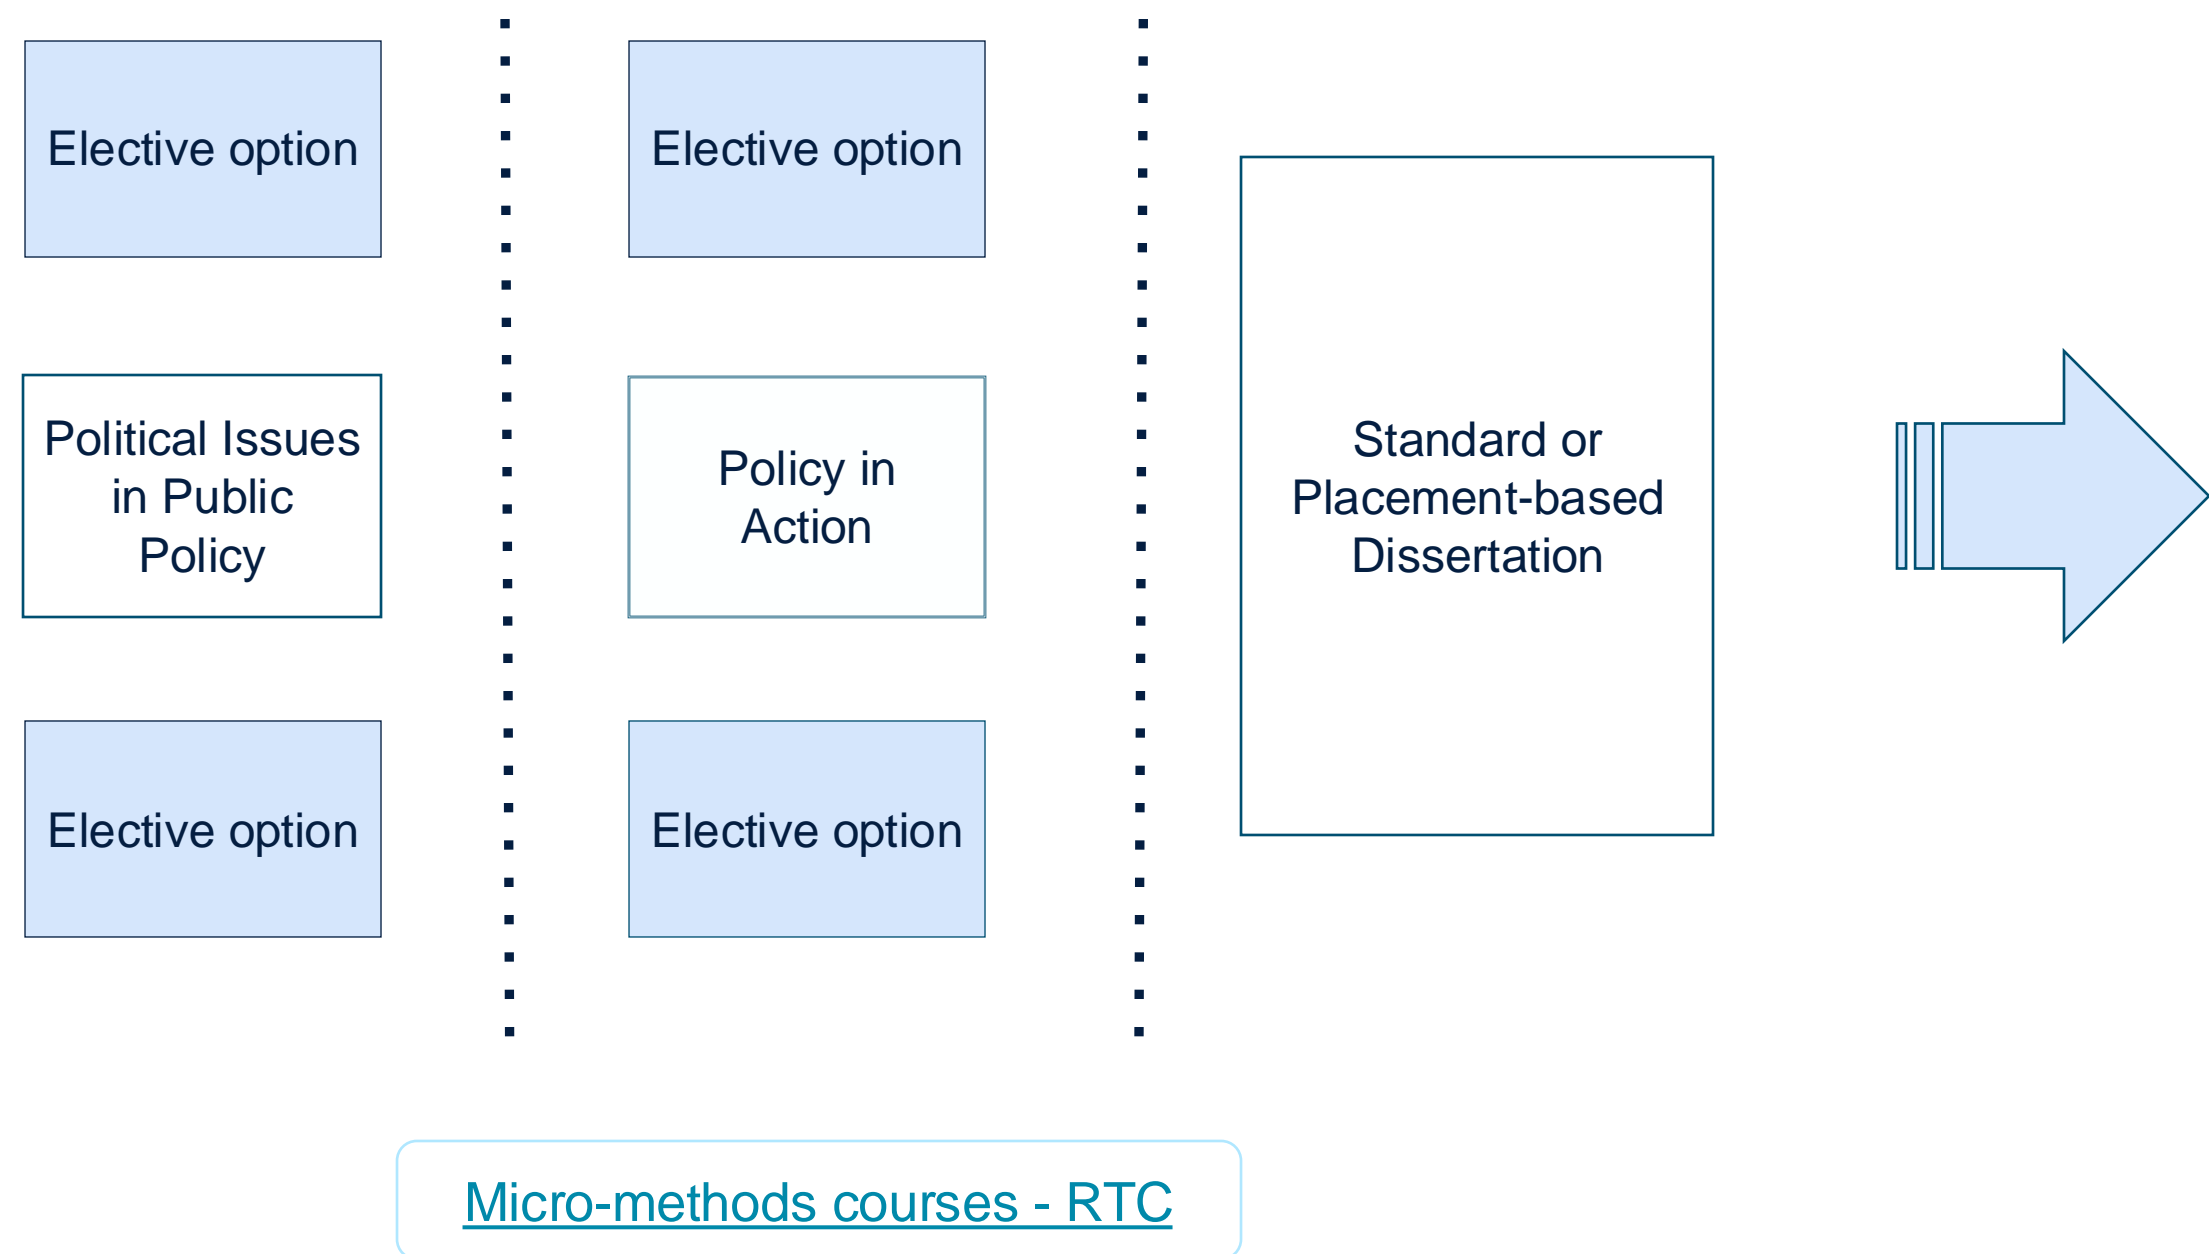 Elective option
Political Issues
in Public
Policy
Elective option
Elective option
Policy in
Action
Elective option
Standard or
Placement-based
Dissertation
Micro-methods courses - RTC